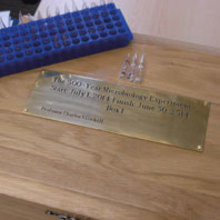 The 500-Year Microbiology Experiment
Start July 1, 2014 Finish June 30 2514
Box 1
Professor Charles Cockell